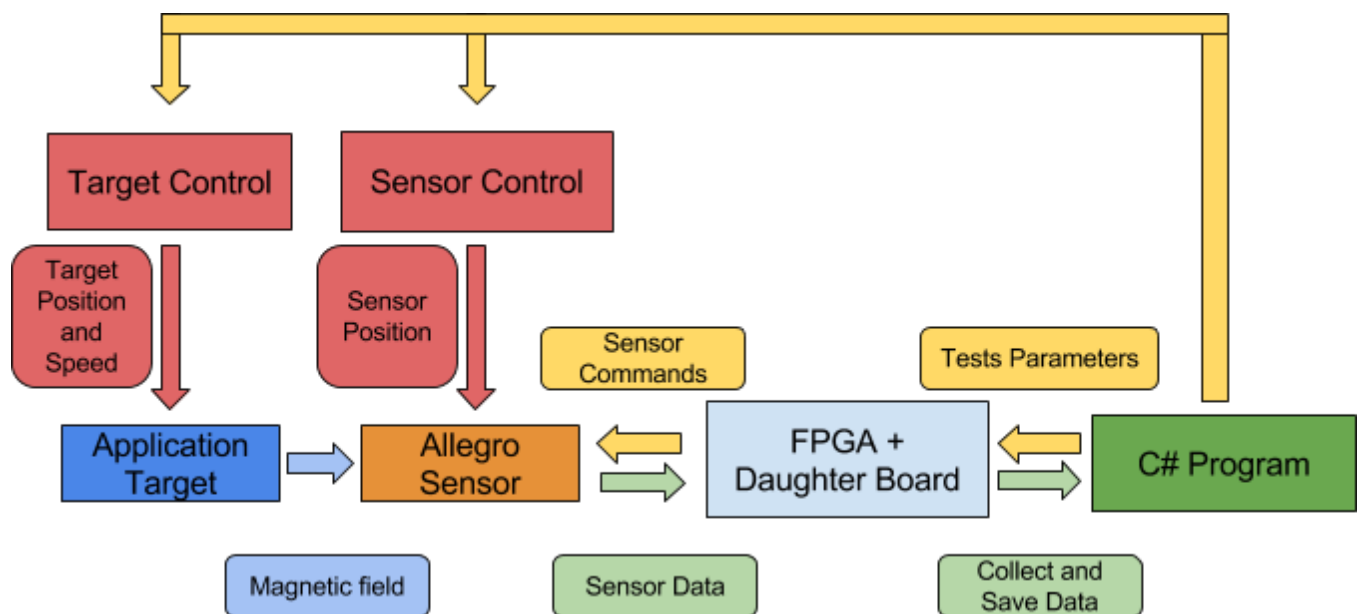 Target Control
Sensor Control
Target
Position
and
Speed
Sensor
Position
Sensor
Commands
Tests Parameters
Application
Target
Allegro
Sensor
FPGA +
Daughter Board
C# Program
Magnetic field
Sensor Data
Collect and
Save Data